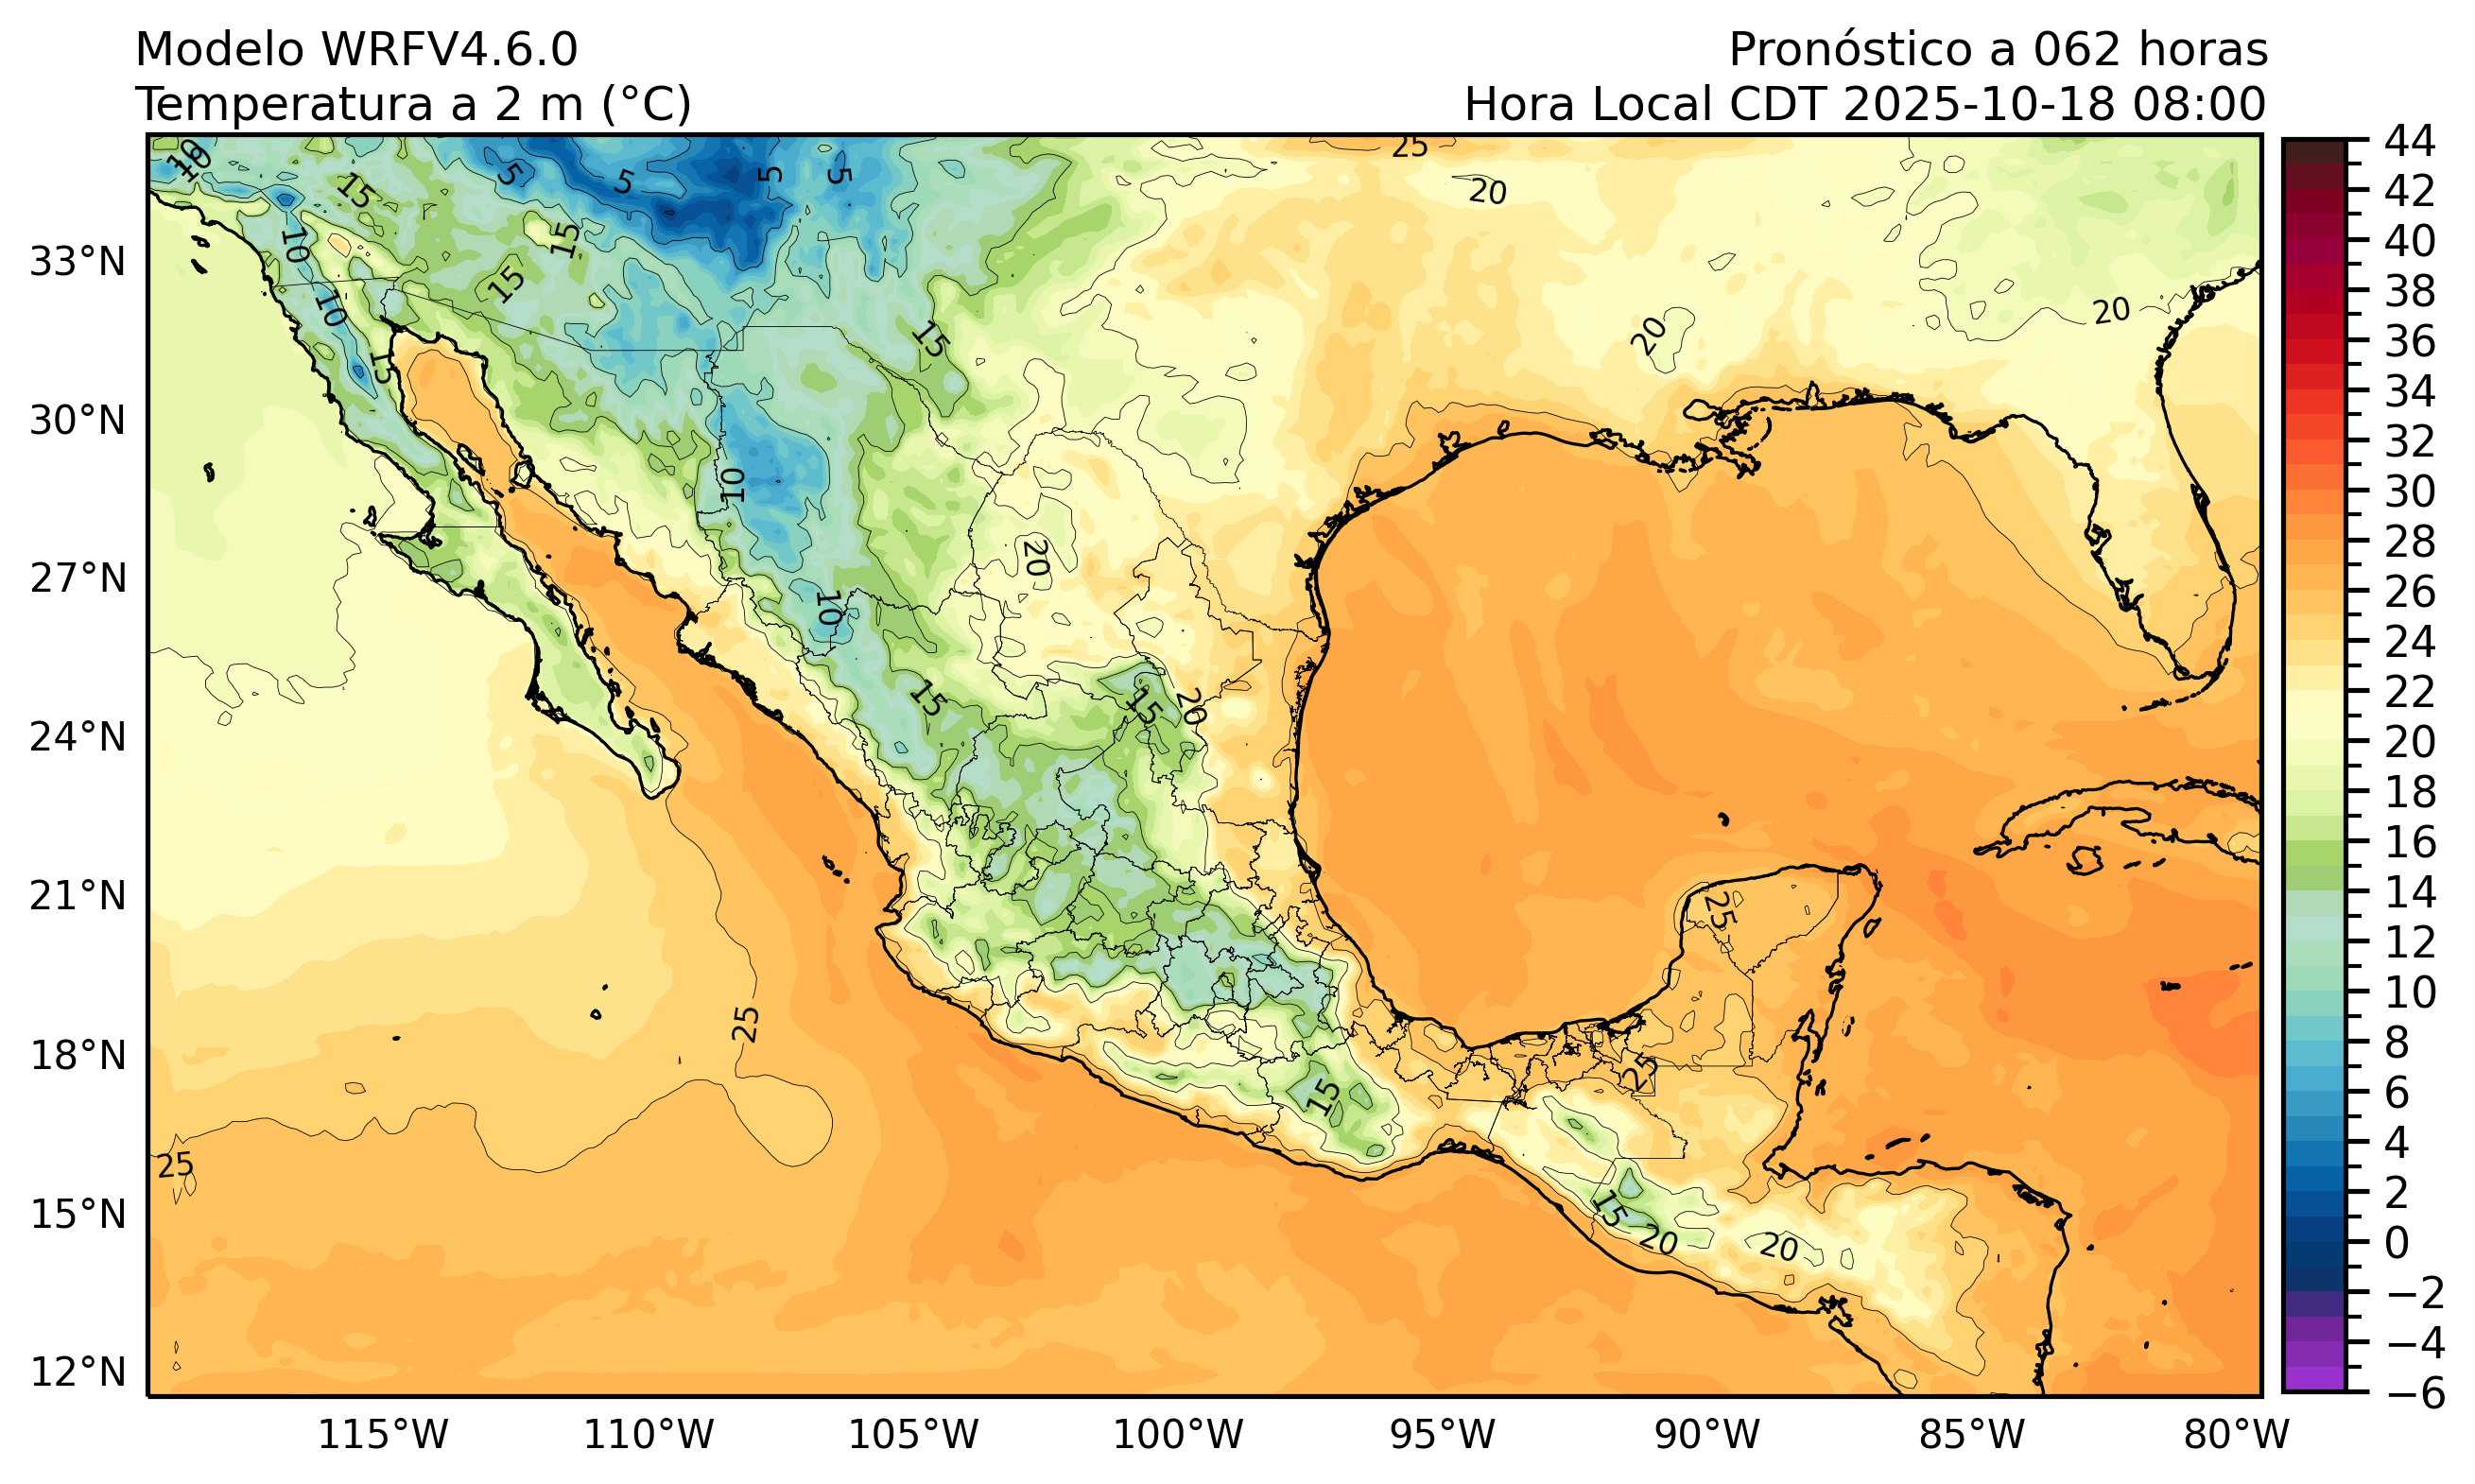 Modelo WRFV4.6.0
Pronóstico a 062 horas
Temperatura a 2 m (°C)
Hora Local CDT 2025-10-18 08:00
33°N
30°N
27°N
24°N
21°N
18°N
15°N
12°N
115°W
110°W
105°W
100°W
95°W
90°W
85°W
80°W
44
42
40
38
36
34
32
30
28
26
24
22
20
18
16
14
12
10
8
6
4
2
0
−2
−4
−6
10
10
15
5
5
5
5
25
20
10
15
15
10
15
15
20
20
10
20
10
15
15
20
25
25
25
15
25
15
20
20